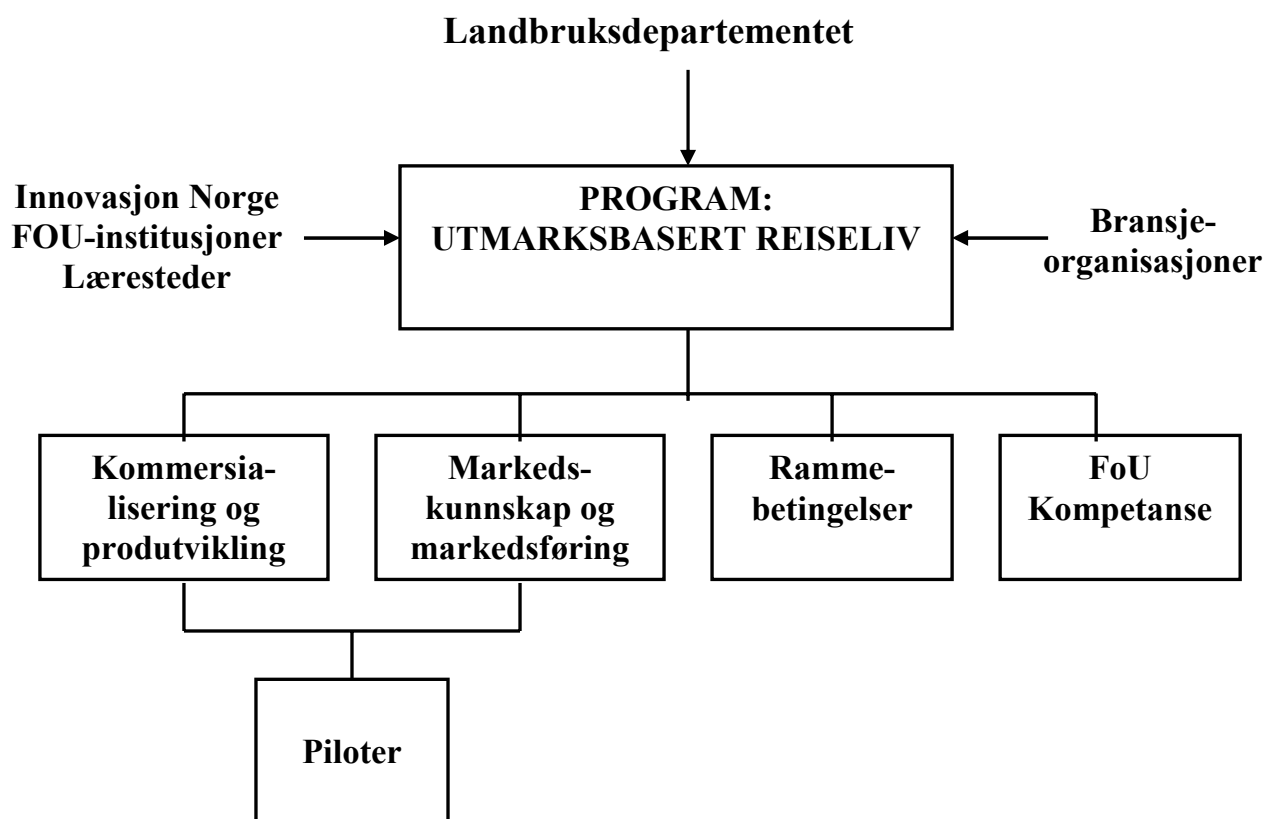 Landbruksdepartementet
Innovasjon Norge
FOU-institusjoner
Læresteder
PROGRAM:
UTMARKSBASERT REISELIV
Bransje-
organisasjoner
Kommersia-
lisering og
produtvikling
Markeds-
kunnskap og
markedsføring
Ramme-
betingelser
FoU
Kompetanse
Piloter